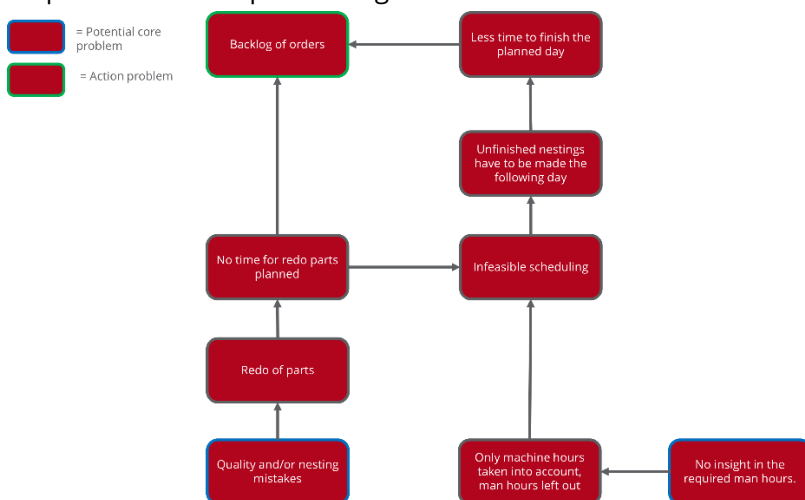 = Potential core
problem
= Action problem
Backlog of orders
Less time to finish the
planned day
Unfinished nestings
have to be made the
following day
No time for redo parts
planned
Infeasible scheduling
Redo of parts
Quality and/or nesting
mistakes
Only machine hours
taken into account,
man hours left out
No insight in the
required man hours.